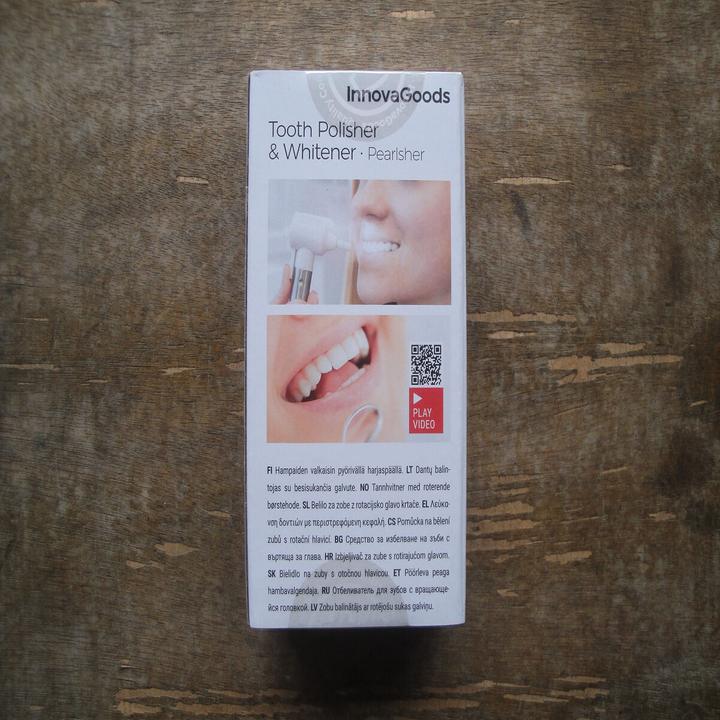 InnovaGoods
Tooth Polisher
& Whitener · Pearlsher
PLAY
VIDEO
FI Hampaiden valkaisin pyörivällä harjaspäällä. LT Dantų balin-
tojas su besisukančia galvute. NO Tannhvitner med roterende
børstehode. SL Belilo za zobe z rotacijsko glavo krtače. EL Λεύκα-
νση δοντιών με περιστρεφόμενη κεφαλή. CS Pomůcka na bělení
zubů s rotační hlavicí. BG Средство за избелване на зъби с
въртяща за глава. HR Izbjeljivač za zube s rotirajućom glavom.
SK Bielidlo na zuby s otočnou hlavicou. ET Pöörleva peaga
hambavalgendaja. RU Отбеливатель для зубов с вращающе-
йся головкой. LV Zobu balinātājs ar rotējošu sukas galviņu.